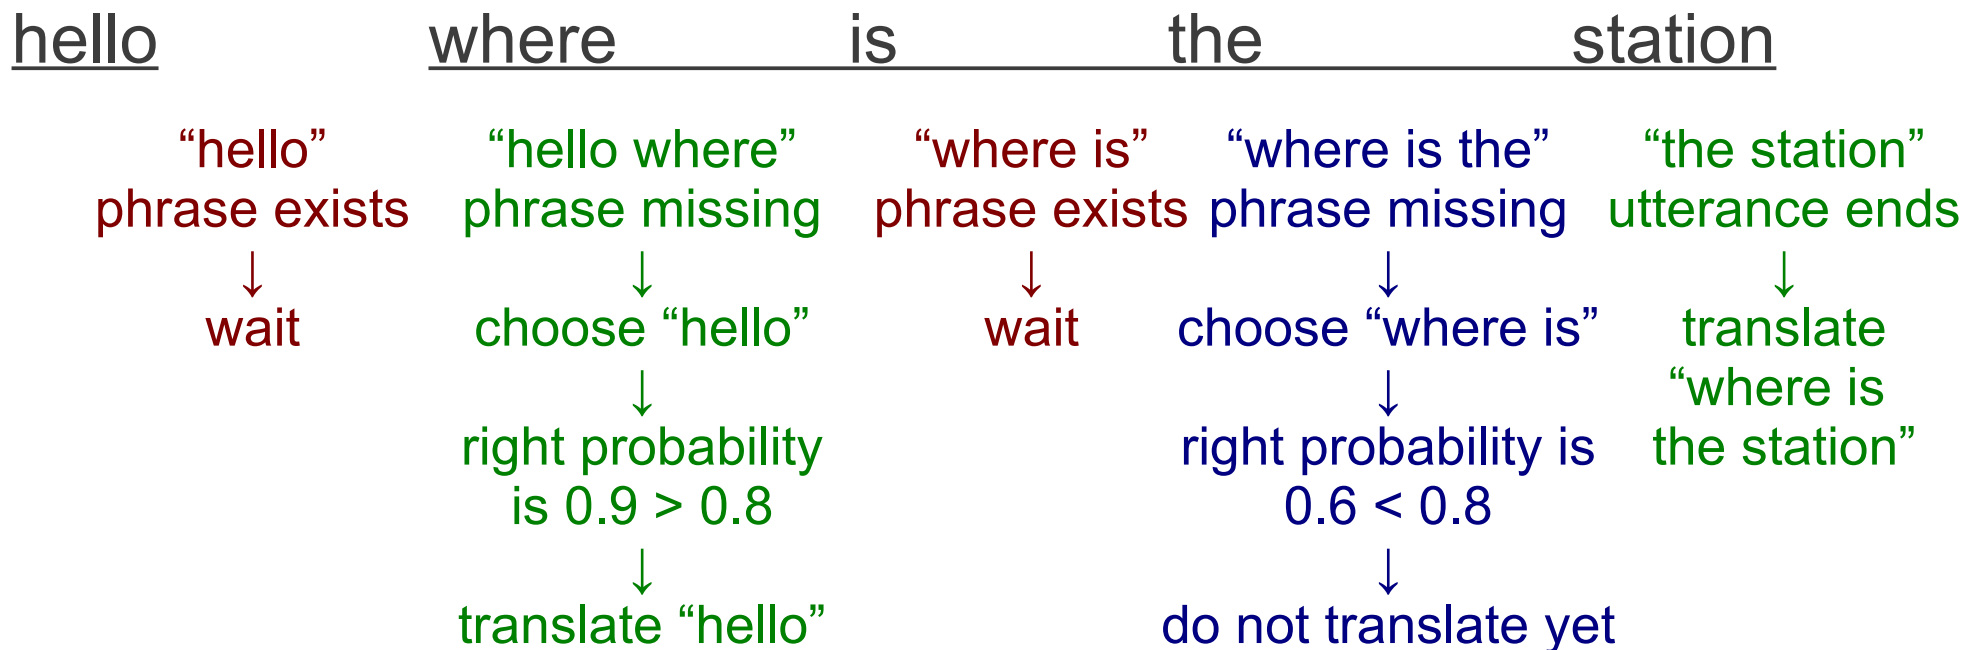 hello where is the station
“hello”
phrase exists
↓
wait
“hello where”
phrase missing
↓
choose “hello”
↓
right probability
is 0.9 > 0.8
↓
translate “hello”
“where is”
phrase exists
↓
wait
“where is the”
phrase missing
↓
choose “where is”
↓
right probability is
0.6 < 0.8
↓
do not translate yet
“the station”
utterance ends
↓
translate
“where is
the station”